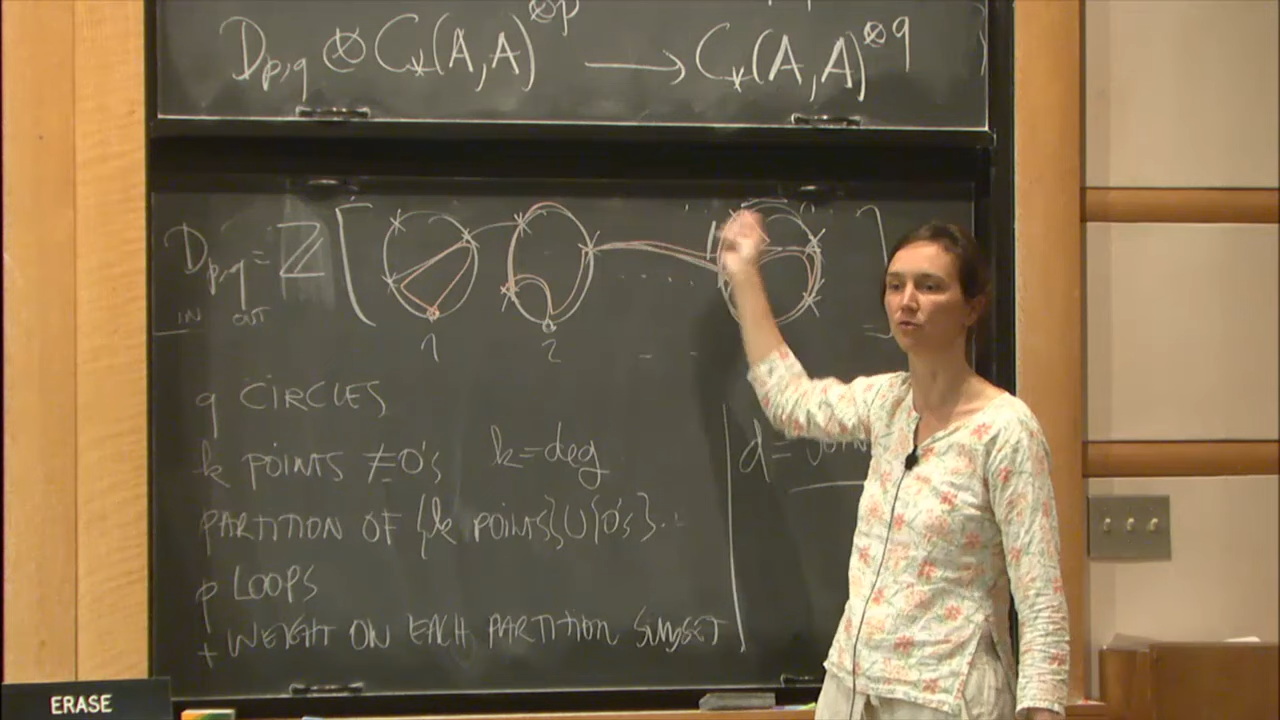 D_{p,q} ⊗ C_*(A,A)^{⊗p} ⟶ C_*(A,A)^{⊗q}
D_{p,q} = ℤ[ ]
IN OUT
1 2
q CIRCLES
k POINTS ≠0's k=deg
d=
PARTITION OF {k POINTS}∪{0's}
p LOOPS
+ WEIGHT ON EACH PARTITION SUBSET
ERASE